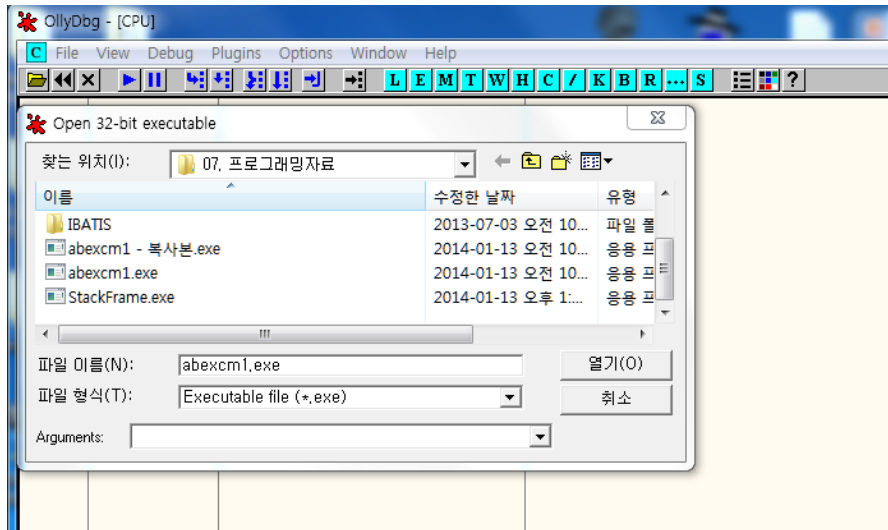 OllyDbg - [CPU]
C File View Debug Plugins Options Window Help
L E M T W H C / K B R ... S ?
Open 32-bit executable
찾는 위치(I): 07. 프로그래밍자료
이름 수정한 날짜 유형
IBATIS 2013-07-03 오전 10... 파일 폴
abexcm1 - 복사본.exe 2014-01-13 오전 10... 응용 프
abexcm1.exe 2014-01-13 오전 10... 응용 프
StackFrame.exe 2014-01-13 오후 1:... 응용 프
파일 이름(N): abexcm1.exe 열기(O)
파일 형식(T): Executable file (*.exe) 취소
Arguments: